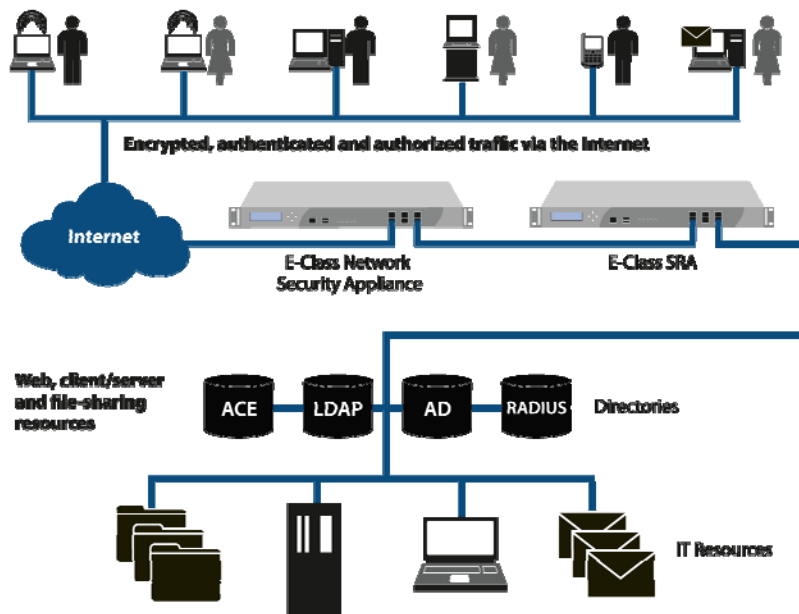 Encrypted, authenticated and authorized traffic via the Internet
Internet
E-Class Network
Security Appliance
E-Class SRA
Web, client/server
and file-sharing
resources
ACE
LDAP
AD
RADIUS
Directories
IT Resources